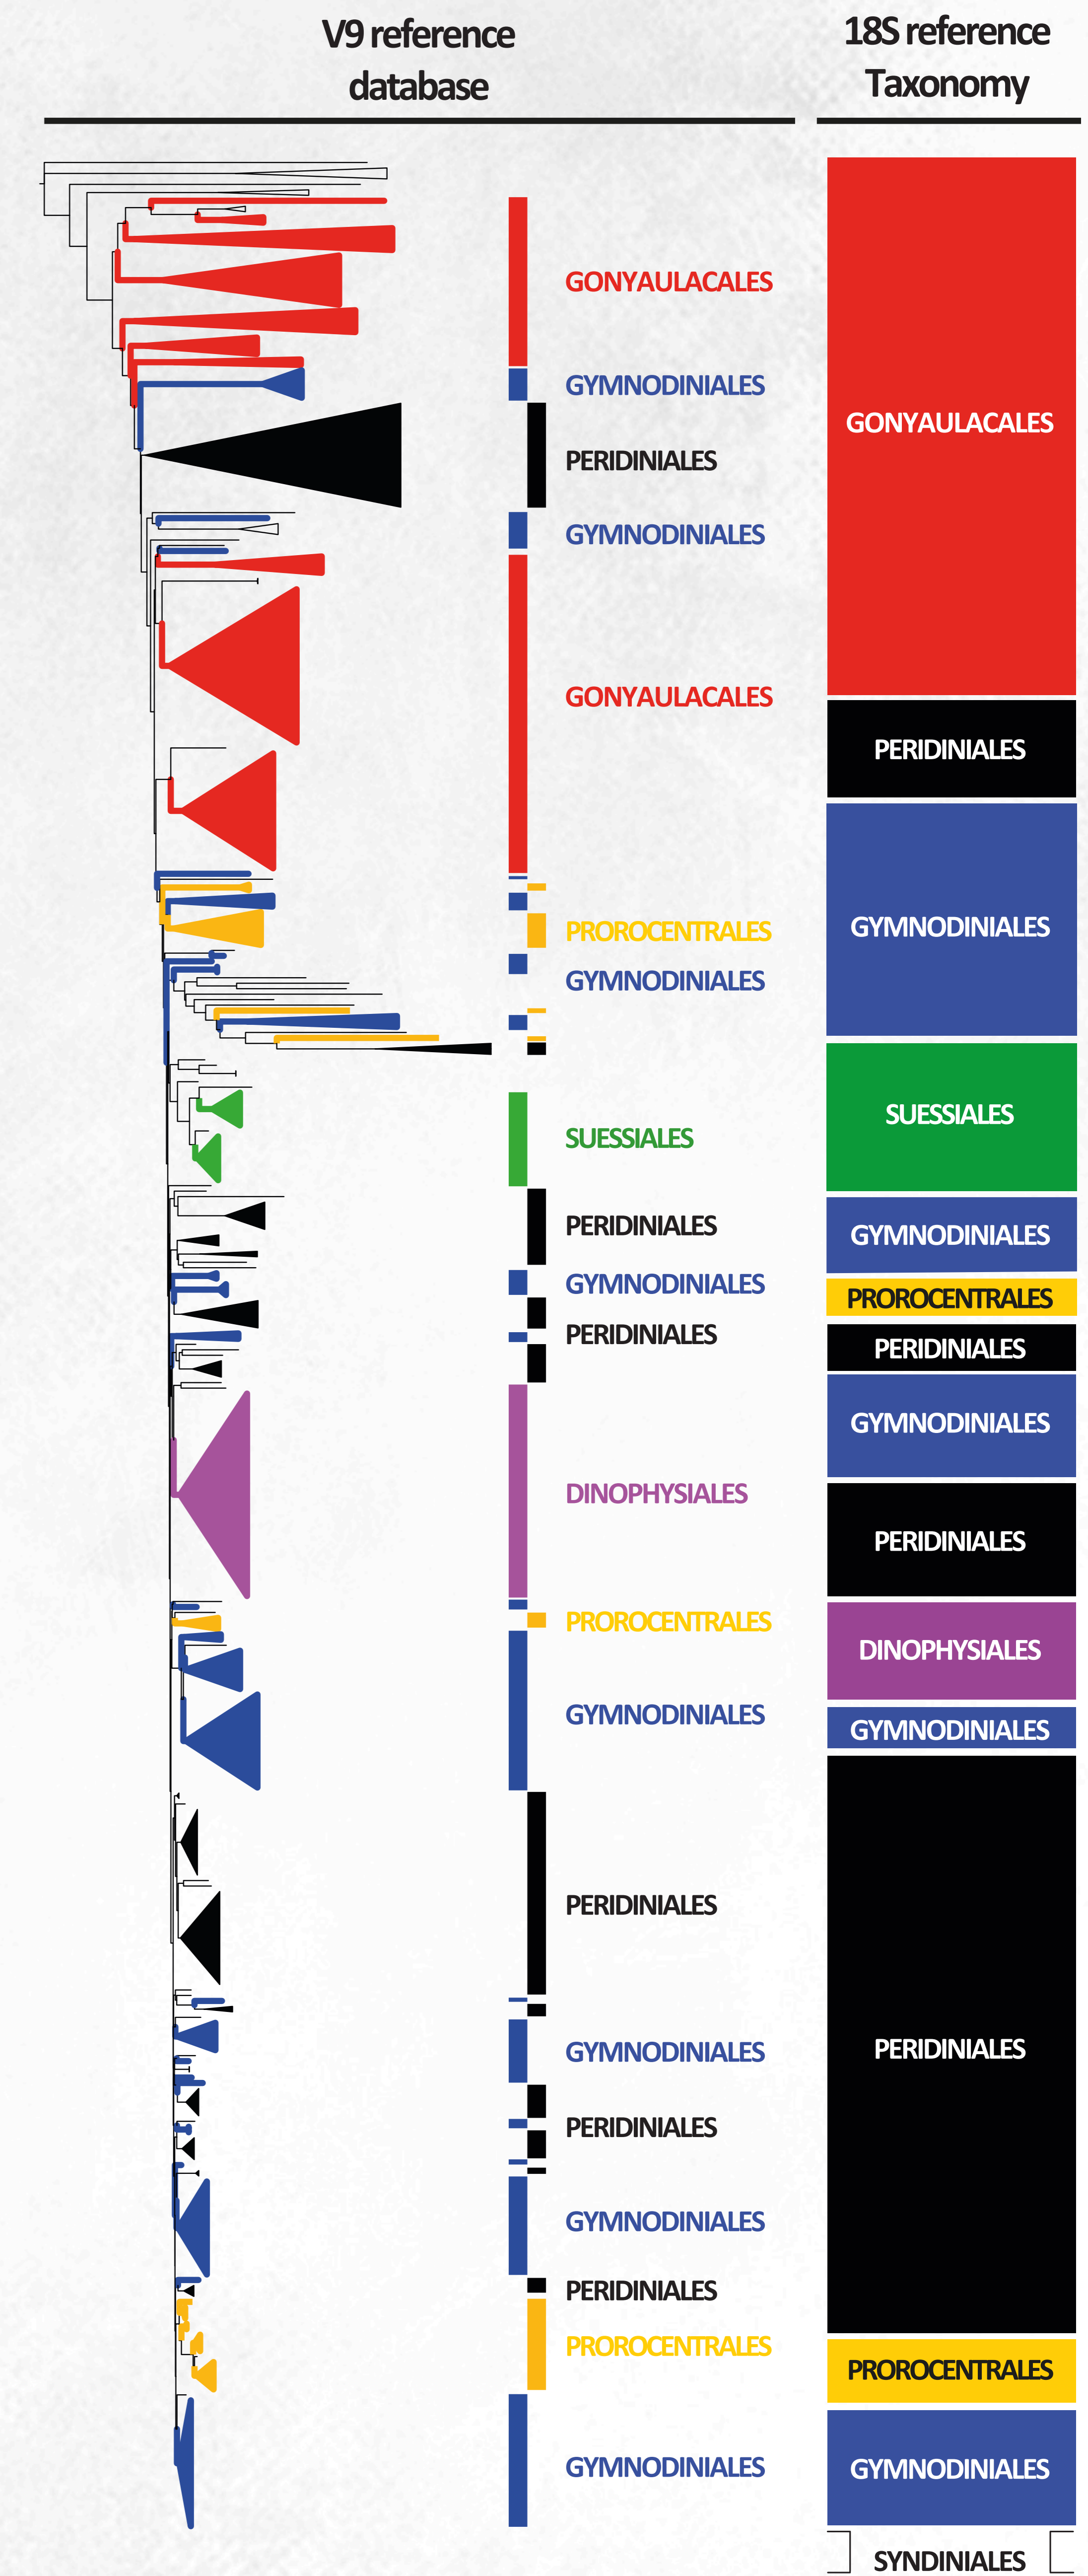 V9 reference
database
18S reference
Taxonomy
GONYAULACALES
GYMNODINIALES
PERIDINIALES
GYMNODINIALES
GONYAULACALES
PROROCENTRALES
GYMNODINIALES
SUESSIALES
PERIDINIALES
GYMNODINIALES
PERIDINIALES
DINOPHYSIALES
PROROCENTRALES
GYMNODINIALES
PERIDINIALES
GYMNODINIALES
PERIDINIALES
GYMNODINIALES
PERIDINIALES
PROROCENTRALES
GYMNODINIALES
GONYAULACALES
PERIDINIALES
GYMNODINIALES
SUESSIALES
GYMNODINIALES
PROROCENTRALES
PERIDINIALES
GYMNODINIALES
PERIDINIALES
DINOPHYSIALES
GYMNODINIALES
PERIDINIALES
PROROCENTRALES
GYMNODINIALES
SYNDINIALES